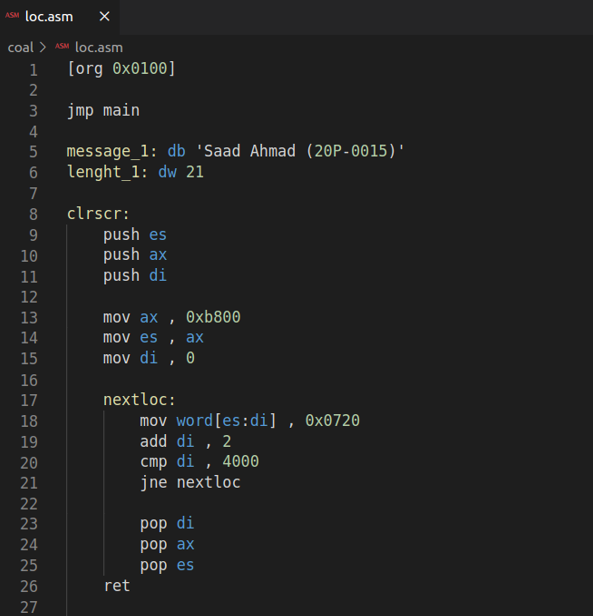 ASM loc.asm ×
coal > ASM loc.asm
1 [org 0x0100]
2
3 jmp main
4
5 message_1: db 'Saad Ahmad (20P-0015)'
6 lenght_1: dw 21
7
8 clrscr:
9 push es
10 push ax
11 push di
12
13 mov ax , 0xb800
14 mov es , ax
15 mov di , 0
16
17 nextloc:
18 mov word[es:di] , 0x0720
19 add di , 2
20 cmp di , 4000
21 jne nextloc
22
23 pop di
24 pop ax
25 pop es
26 ret
27